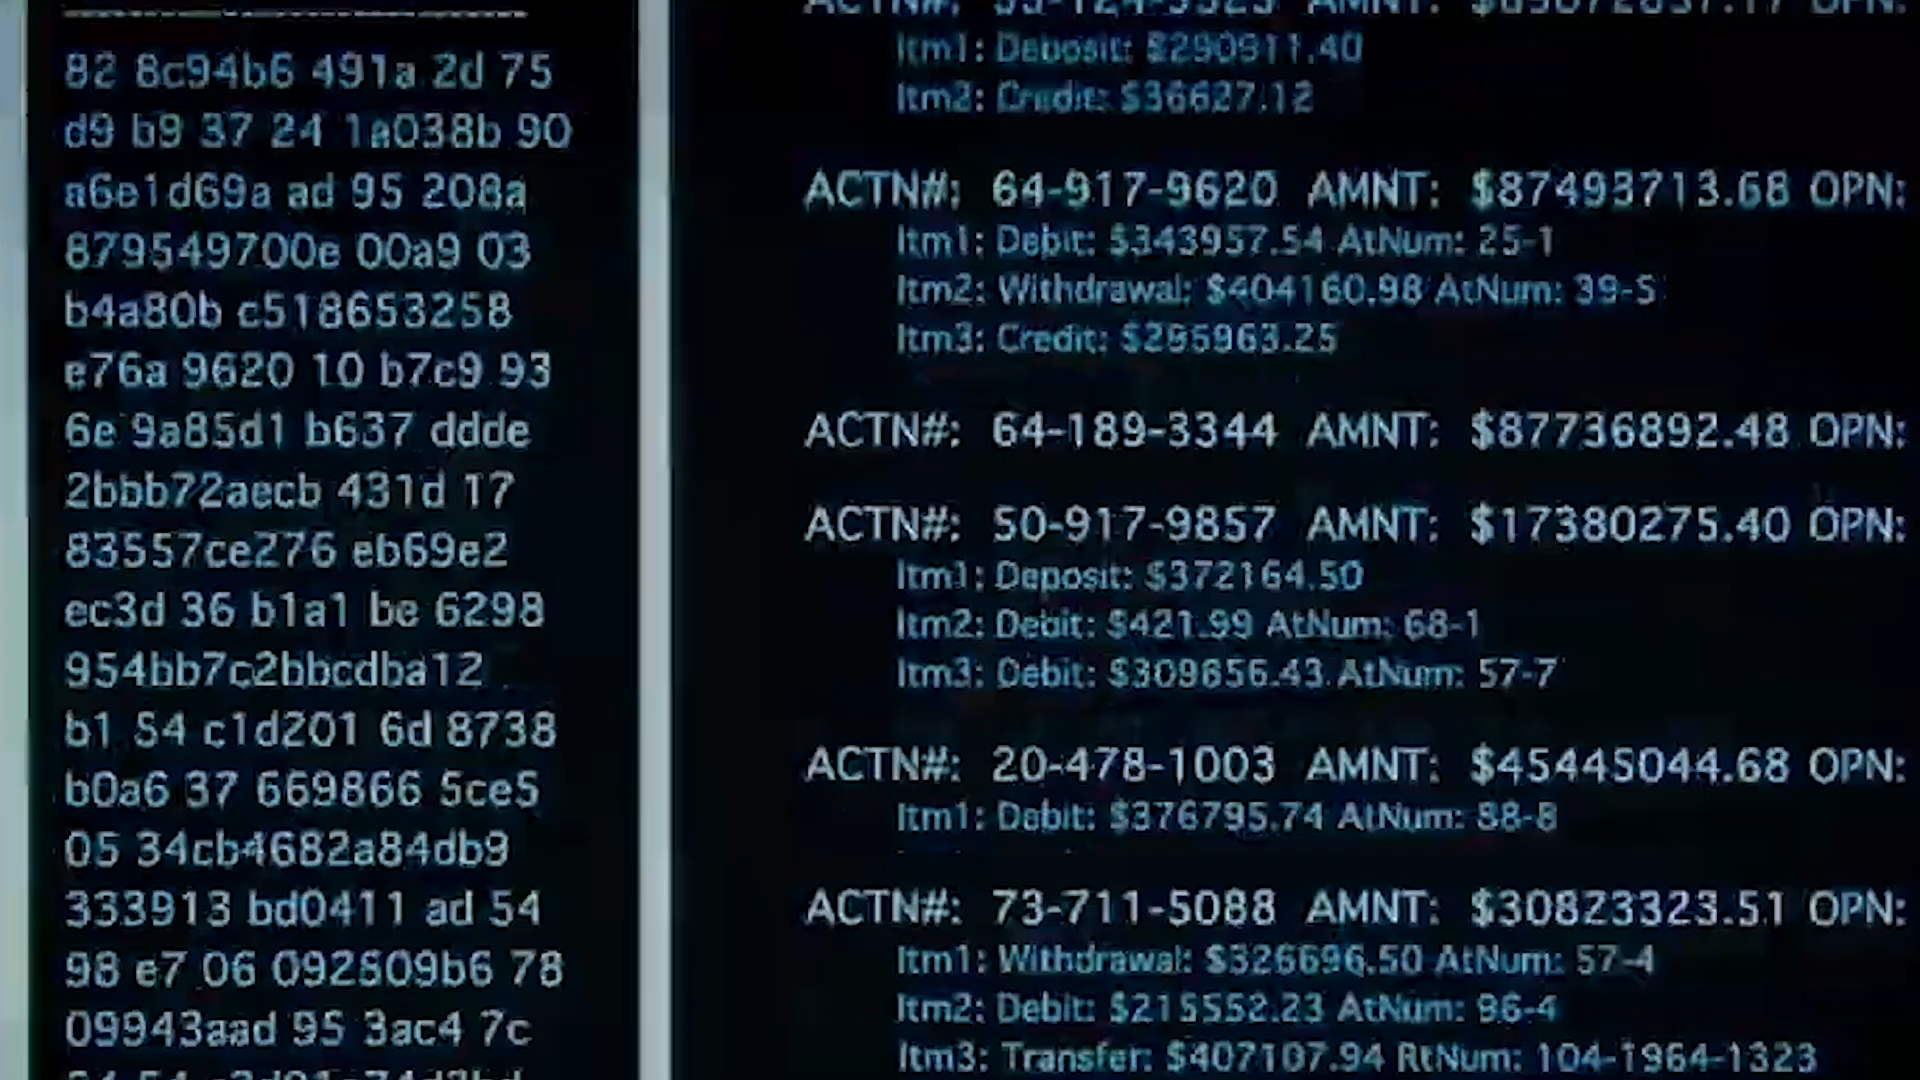 82 8c94b6 491a 2d 75
d9 b9 37 24 1a038b 90
a6e1d69a ad 95 208a
879549700e 00a9 03
b4a80b c518653258
e76a 9620 10 b7c9 93
6e 9a85d1 b637 ddde
2bbb72aecb 431d 17
83557ce276 eb69e2
ec3d 36 b1a1 be 6298
954bb7c2bbcdba12
b1 54 c1d201 6d 8738
b0a6 37 669866 5ce5
05 34cb4682a84db9
333913 bd0411 ad 54
98 e7 06 092509b6 78
09943aad 95 3ac4 7c
ACTN#: AMNT: OPN:
Itm1: Deposit: $290911.40
Itm2: Credit: $36627.12
ACTN#: 64-917-9620 AMNT: $87493713.68 OPN:
Itm1: Debit: $343957.54 AtNum: 25-1
Itm2: Withdrawal: $404160.98 AtNum: 39-5
Itm3: Credit: $295963.25
ACTN#: 64-189-3344 AMNT: $87736892.48 OPN:
ACTN#: 50-917-9857 AMNT: $17380275.40 OPN:
Itm1: Deposit: $372164.50
Itm2: Debit: $421.99 AtNum: 68-1
Itm3: Debit: $309656.43 AtNum: 57-7
ACTN#: 20-478-1003 AMNT: $45445044.68 OPN:
Itm1: Debit: $376795.74 AtNum: 88-8
ACTN#: 73-711-5088 AMNT: $30823323.51 OPN:
Itm1: Withdrawal: $326696.50 AtNum: 57-4
Itm2: Debit: $215552.23 AtNum: 96-4
Itm3: Transfer: $407107.94 RtNum: 104-1964-1323